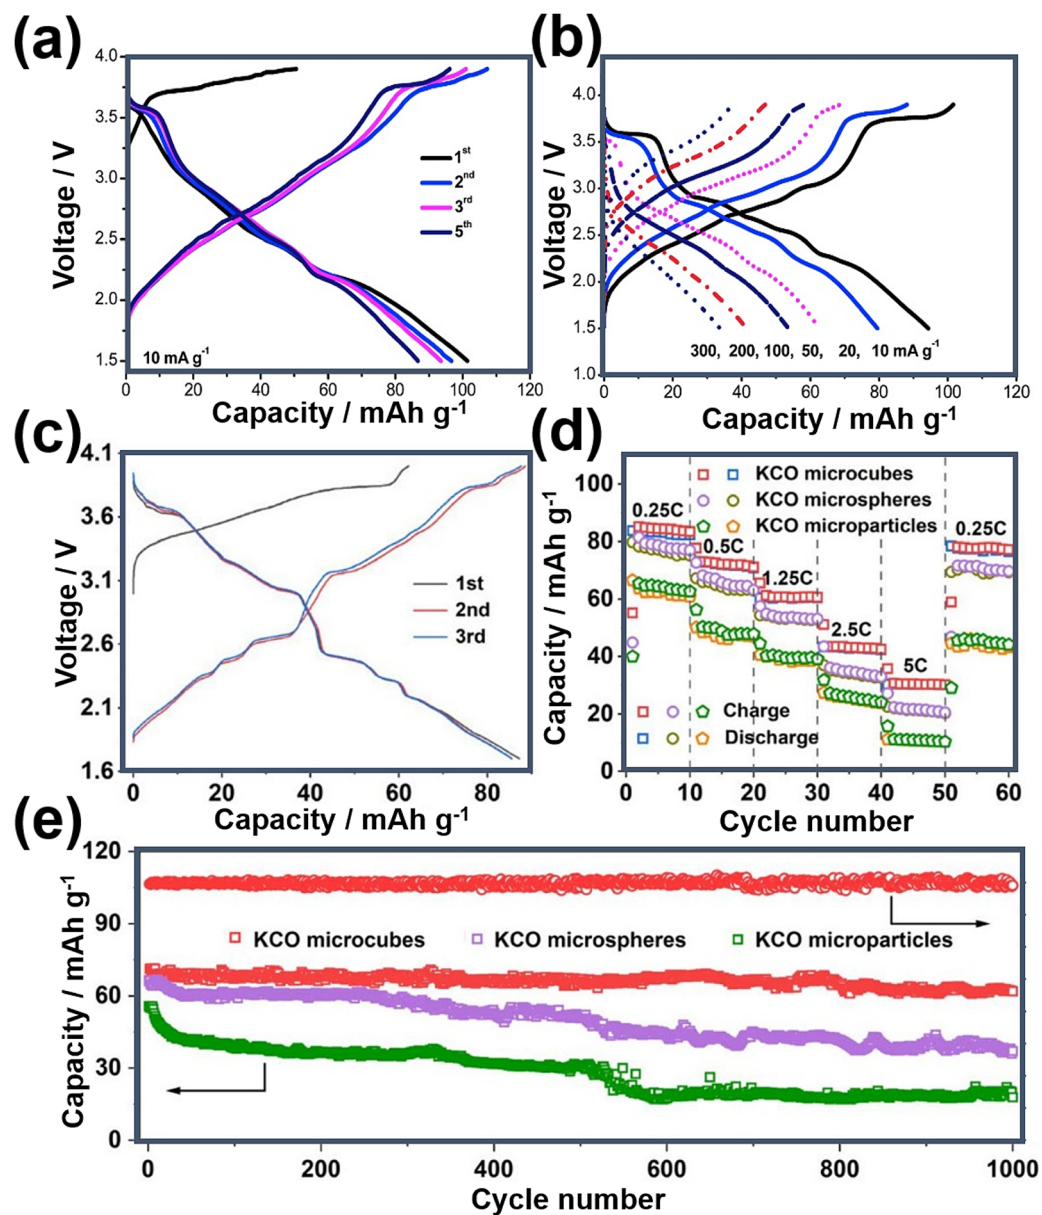 (a)
4.0
3.5
3.0
2.5
2.0
1.5
Voltage / V
1st
2nd
3rd
5th
10 mA g-1
0 20 40 60 80 100 120
Capacity / mAh g-1
(b)
4.0
3.5
3.0
2.5
2.0
1.5
1.0
Voltage / V
300, 200, 100, 50, 20, 10 mA g-1
0 20 40 60 80 100 120
Capacity / mAh g-1
(c)
4.1
3.6
3.1
2.6
2.1
1.6
Voltage / V
1st
2nd
3rd
0 20 40 60 80
Capacity / mAh g-1
(d)
100
80
60
40
20
0
Capacity / mAh g-1
KCO microcubes
KCO microspheres
KCO microparticles
0.25C
0.5C
1.25C
2.5C
5C
0.25C
Charge
Discharge
0 10 20 30 40 50 60
Cycle number
(e)
120
90
60
30
0
Capacity / mAh g-1
KCO microcubes KCO microspheres KCO microparticles
0 200 400 600 800 1000
Cycle number